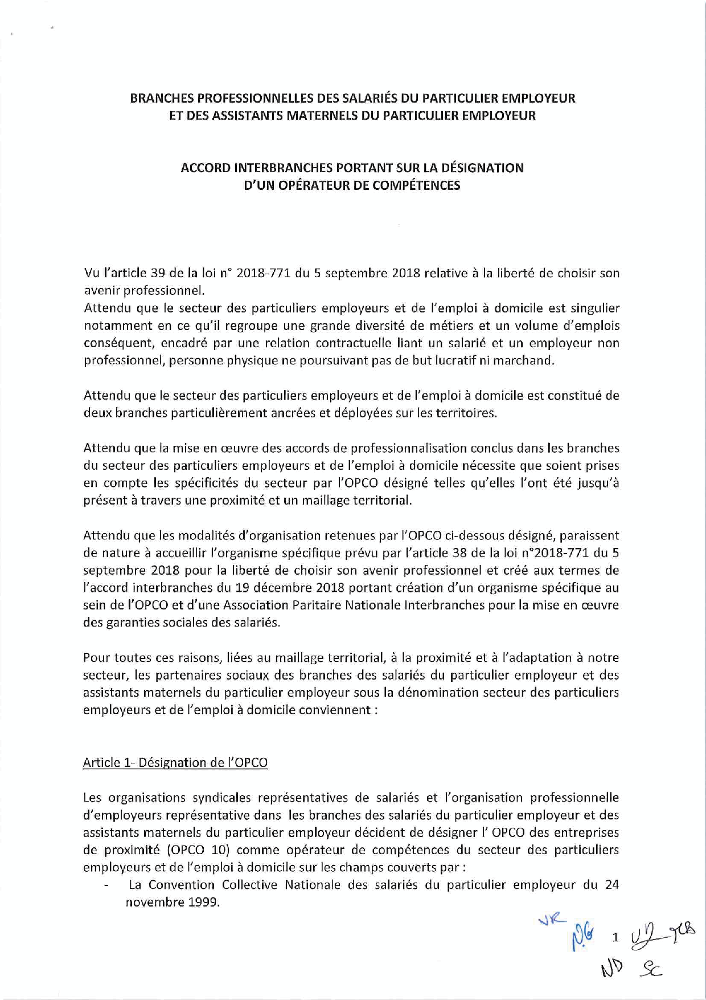 BRANCHES PROFESSIONNELLES DES SALARIÉS DU PARTICULIER EMPLOYEUR
ET DES ASSISTANTS MATERNELS DU PARTICULIER EMPLOYEUR
ACCORD INTERBRANCHES PORTANT SUR LA DÉSIGNATION
D'UN OPÉRATEUR DE COMPÉTENCES
Vu l'article 39 de la loi n° 2018-771 du 5 septembre 2018 relative à la liberté de choisir son
avenir professionnel.
Attendu que le secteur des particuliers employeurs et de l'emploi à domicile est singulier
notamment en ce qu'il regroupe une grande diversité de métiers et un volume d'emplois
conséquent, encadré par une relation contractuelle liant un salarié et un employeur non
professionnel, personne physique ne poursuivant pas de but lucratif ni marchand.
Attendu que le secteur des particuliers employeurs et de l'emploi à domicile est constitué de
deux branches particulièrement ancrées et déployées sur les territoires.
Attendu que la mise en œuvre des accords de professionnalisation conclus dans les branches
du secteur des particuliers employeurs et de l'emploi à domicile nécessite que soient prises
en compte les spécificités du secteur par l'OPCO désigné telles qu'elles l'ont été jusqu'à
présent à travers une proximité et un maillage territorial.
Attendu que les modalités d'organisation retenues par l'OPCO ci-dessous désigné, paraissent
de nature à accueillir l'organisme spécifique prévu par l'article 38 de la loi n°2018-771 du 5
septembre 2018 pour la liberté de choisir son avenir professionnel et créé aux termes de
l'accord interbranches du 19 décembre 2018 portant création d'un organisme spécifique au
sein de l'OPCO et d'une Association Paritaire Nationale Interbranches pour la mise en œuvre
des garanties sociales des salariés.
Pour toutes ces raisons, liées au maillage territorial, à la proximité et à l'adaptation à notre
secteur, les partenaires sociaux des branches des salariés du particulier employeur et des
assistants maternels du particulier employeur sous la dénomination secteur des particuliers
employeurs et de l'emploi à domicile conviennent :
Article 1- Désignation de l'OPCO
Les organisations syndicales représentatives de salariés et l'organisation professionnelle
d'employeurs représentative dans les branches des salariés du particulier employeur et des
assistants maternels du particulier employeur décident de désigner l' OPCO des entreprises
de proximité (OPCO 10) comme opérateur de compétences du secteur des particuliers
employeurs et de l'emploi à domicile sur les champs couverts par :
- La Convention Collective Nationale des salariés du particulier employeur du 24
novembre 1999.
VR
N.G 1
ND SC